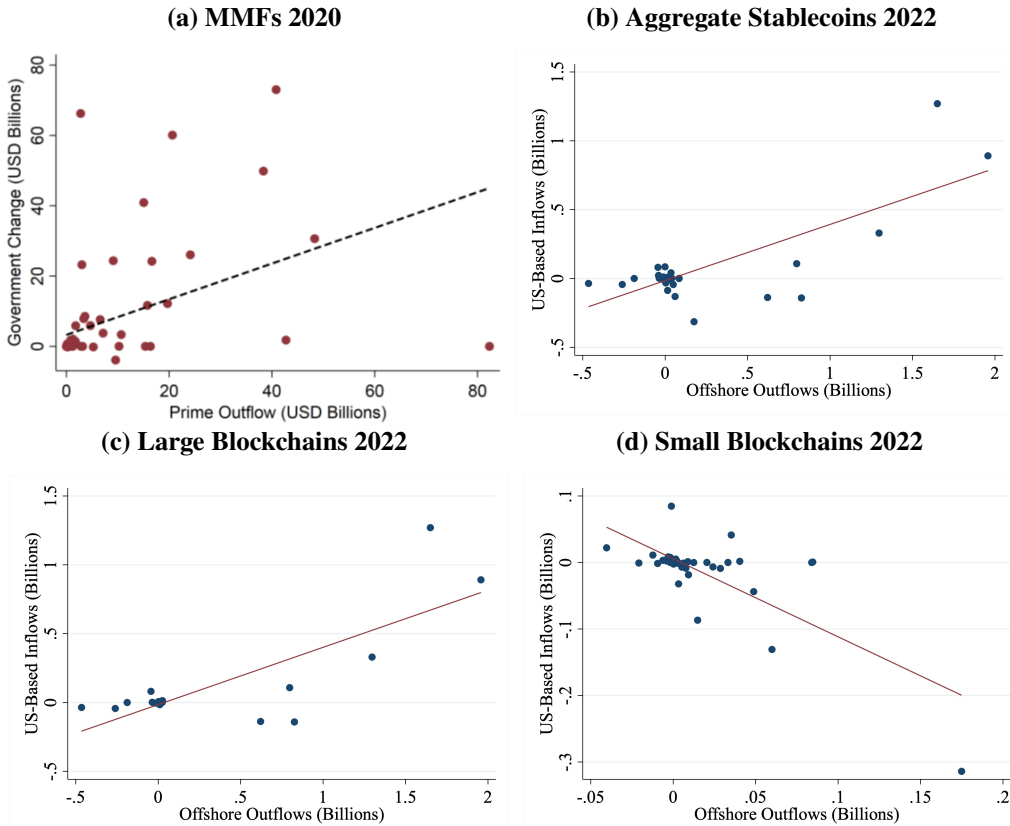 (a) MMFs 2020
Government Change (USD Billions)
80
60
40
20
0
0 20 40 60 80
Prime Outflow (USD Billions)
(b) Aggregate Stablecoins 2022
US-Based Inflows (Billions)
1.5
1
.5
0
-.5
-.5 0 .5 1 1.5 2
Offshore Outflows (Billions)
(c) Large Blockchains 2022
US-Based Inflows (Billions)
1.5
1
.5
0
-.5
-.5 0 .5 1 1.5 2
Offshore Outflows (Billions)
(d) Small Blockchains 2022
US-Based Inflows (Billions)
.1
0
-.1
-.2
-.3
-.05 0 .05 .1 .15 .2
Offshore Outflows (Billions)